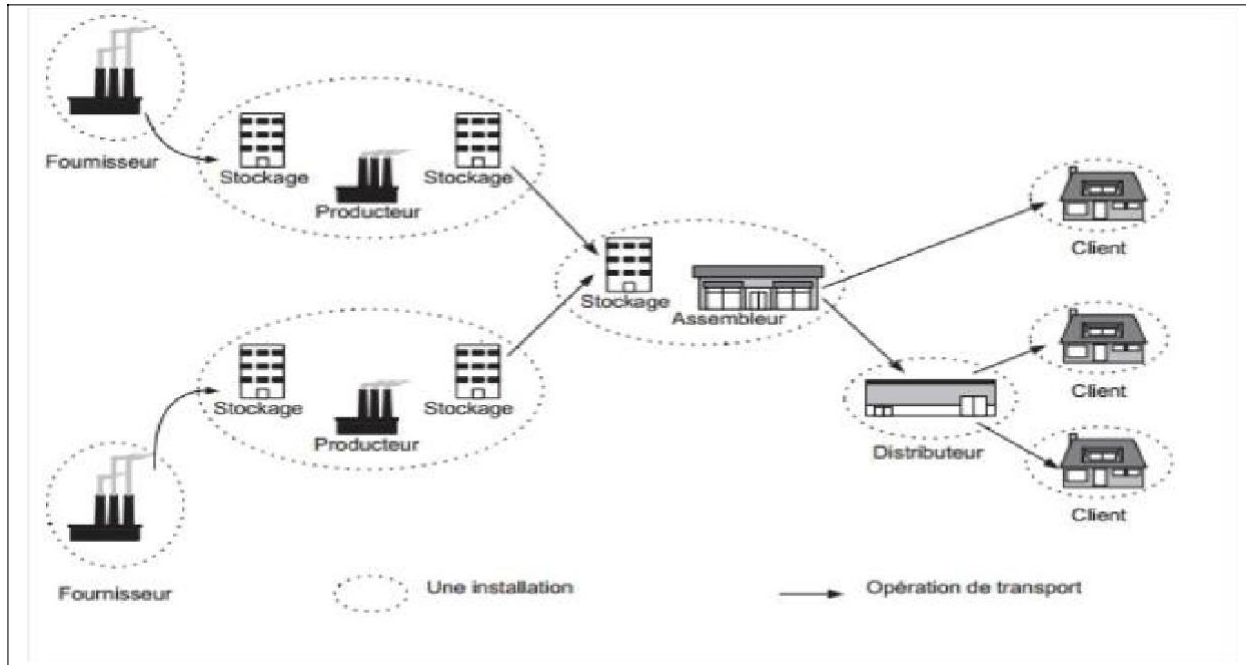 Fournisseur
Stockage
Stockage
Producteur
Client
Stockage
Assembleur
Stockage
Stockage
Producteur
Client
Distributeur
Client
Fournisseur
Une installation
Opération de transport